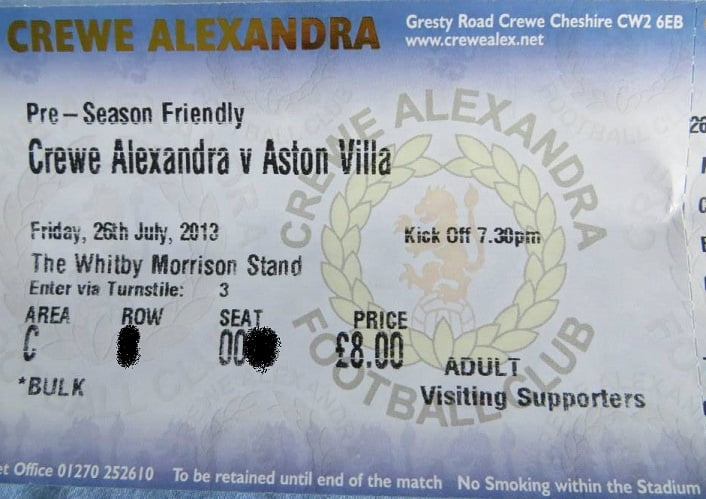 CREWE ALEXANDRA
Gresty Road Crewe Cheshire CW2 6EB
www.crewealex.net
Pre-Season Friendly
Crewe Alexandra v Aston Villa
CREWE ALEXANDRA
FOOTBALL CLUB
Friday, 26th July, 2013
Kick Off 7.30pm
The Whitby Morrison Stand
Enter via Turnstile: 3
AREA ROW SEAT PRICE
C 00 £8.00
ADULT
*BULK
Visiting Supporters
Office 01270 252610 To be retained until end of the match No Smoking within the Stadium